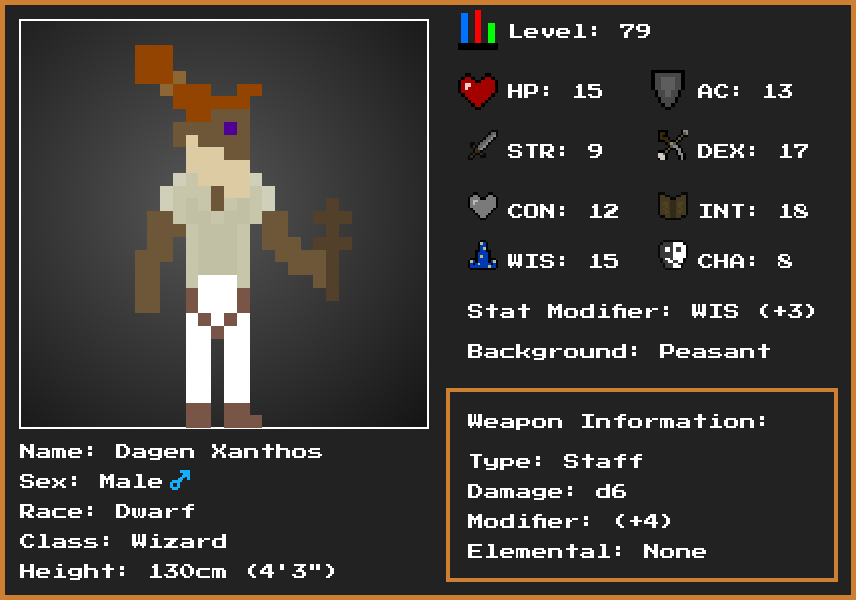 Level: 79
HP: 15
AC: 13
STR: 9
DEX: 17
CON: 12
INT: 18
WIS: 15
CHA: 8
Stat Modifier: WIS (+3)
Background: Peasant
Weapon Information:
Type: Staff
Damage: d6
Modifier: (+4)
Elemental: None
Name: Dagen Xanthos
Sex: Male♂
Race: Dwarf
Class: Wizard
Height: 130cm (4'3")